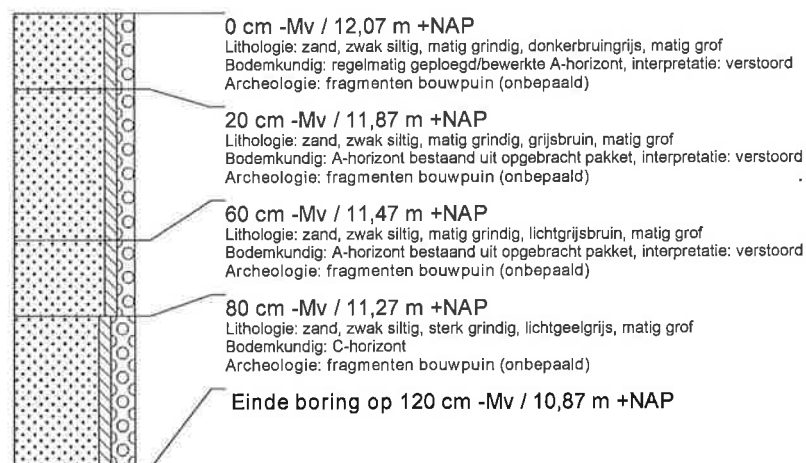 0 cm -Mv / 12,07 m +NAP
Lithologie: zand, zwak siltig, matig grindig, donkerbruingrijs, matig grof
Bodemkundig: regelmatig geploegd/bewerkte A-horizont, interpretatie: verstoord
Archeologie: fragmenten bouwpuin (onbepaald)
20 cm -Mv / 11,87 m +NAP
Lithologie: zand, zwak siltig, matig grindig, grijsbruin, matig grof
Bodemkundig: A-horizont bestaand uit opgebracht pakket, interpretatie: verstoord
Archeologie: fragmenten bouwpuin (onbepaald)
60 cm -Mv / 11,47 m +NAP
Lithologie: zand, zwak siltig, matig grindig, lichtgrijsbruin, matig grof
Bodemkundig: A-horizont bestaand uit opgebracht pakket, interpretatie: verstoord
Archeologie: fragmenten bouwpuin (onbepaald)
80 cm -Mv / 11,27 m +NAP
Lithologie: zand, zwak siltig, sterk grindig, lichtgeelgrijs, matig grof
Bodemkundig: C-horizont
Archeologie: fragmenten bouwpuin (onbepaald)
Einde boring op 120 cm -Mv / 10,87 m +NAP